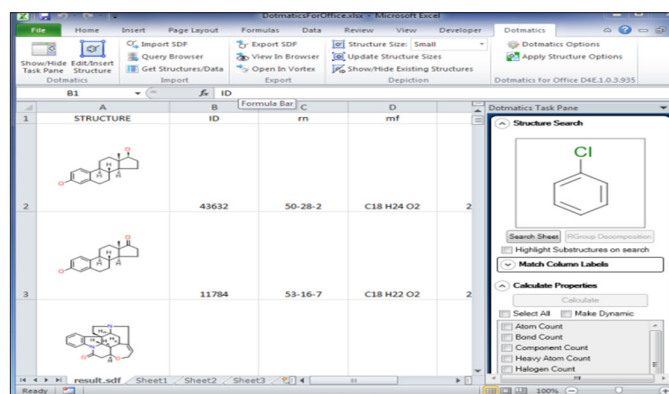 DotmaticsForOffice.xlsx - Microsoft Excel
File Home Insert Page Layout Formulas Data Review View Developer Dotmatics
Show/Hide Task Pane
Edit/Insert Structure
Dotmatics
Import SDF
Query Browser
Get Structures/Data
Import
Export SDF
View In Browser
Open In Vortex
Export
Structure Size: Small
Update Structure Sizes
Show/Hide Existing Structures
Depiction
Dotmatics Options
Apply Structure Options
Dotmatics for Office D4E.1.0.3.935
B1 fx ID
Formula Bar
A C D
1 STRUCTURE ID rn mf
2 43632 50-28-2 C18 H24 O2 2
3 11784 53-16-7 C18 H22 O2 2
result.sdf Sheet1 Sheet2 Sheet3
Ready 100%
Dotmatics Task Pane
Structure Search
Cl
Search Sheet RGroup Decomposition
Highlight Substructures on search
Match Column Labels
Calculate Properties
Calculate
Select All Make Dynamic
Atom Count
Bond Count
Component Count
Heavy Atom Count
Halogen Count